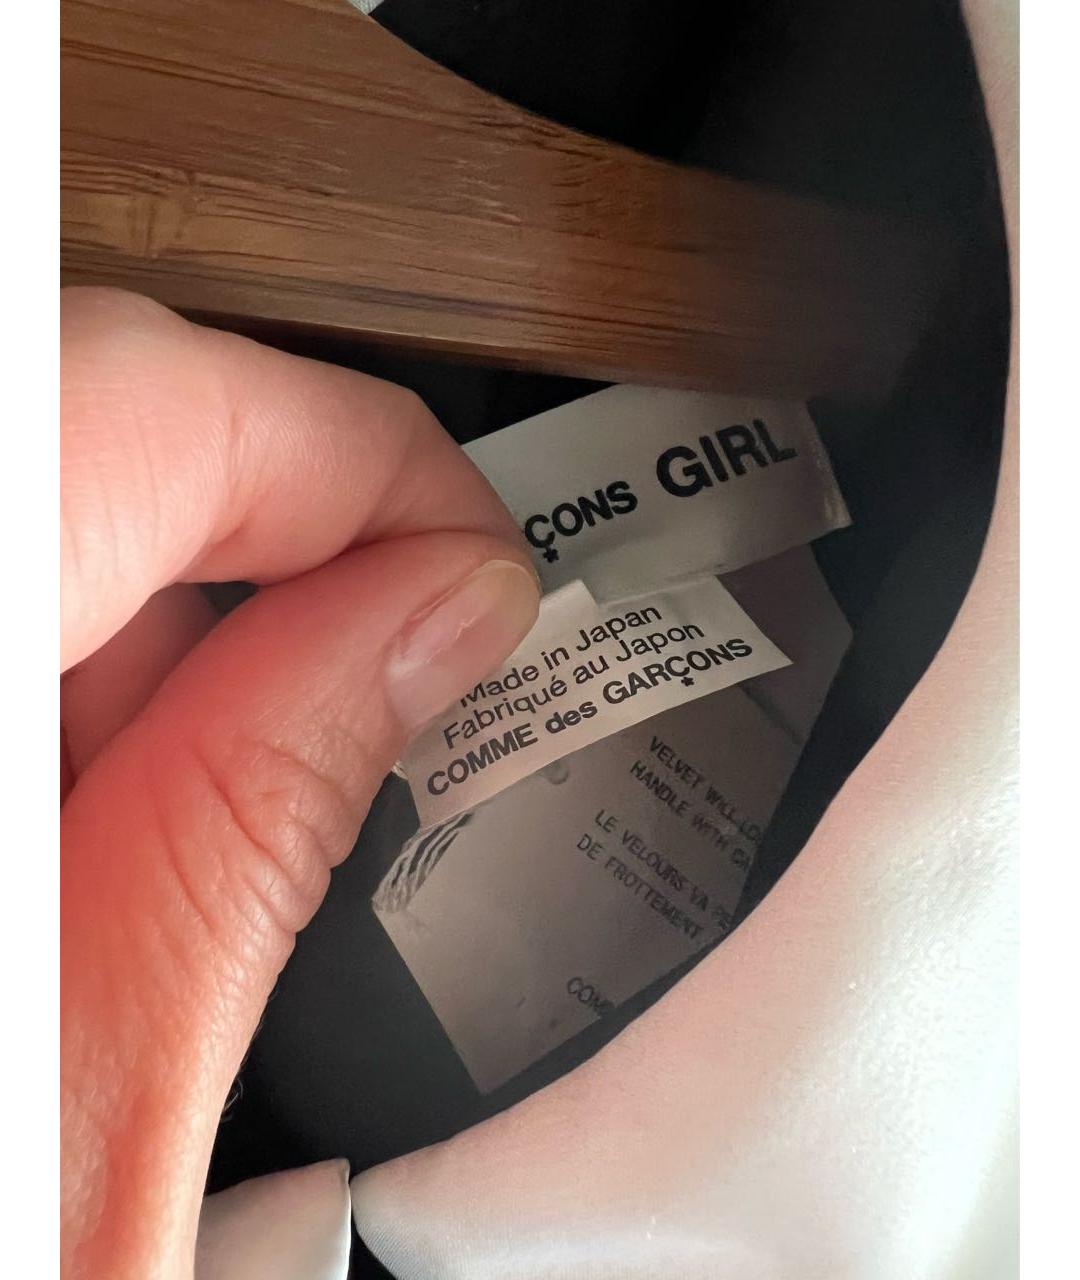 ÇONS GIRL
Made in Japan
Fabriqué au Japon
COMME des GARÇONS
VELVET WILL
HANDLE WITH
LE VELOURS VA
DE FROTTEMENT